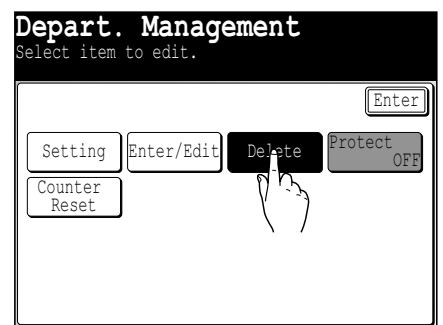 Depart. Management
Select item to edit.
Enter
Setting Enter/Edit Delete Protect
OFF
Counter
Reset